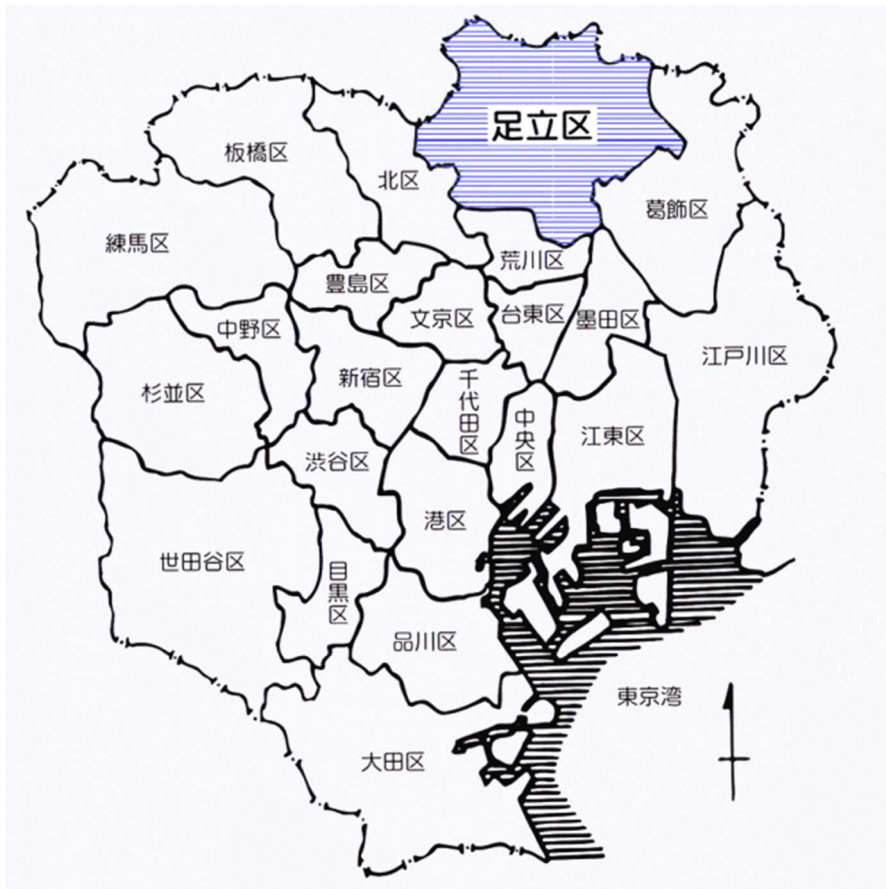 足立区
板橋区
北区
葛飾区
練馬区
荒川区
豊島区
文京区
台東区
墨田区
中野区
江戸川区
新宿区
杉並区
千代田区
中央区
江東区
渋谷区
港区
世田谷区
目黒区
品川区
東京湾
大田区